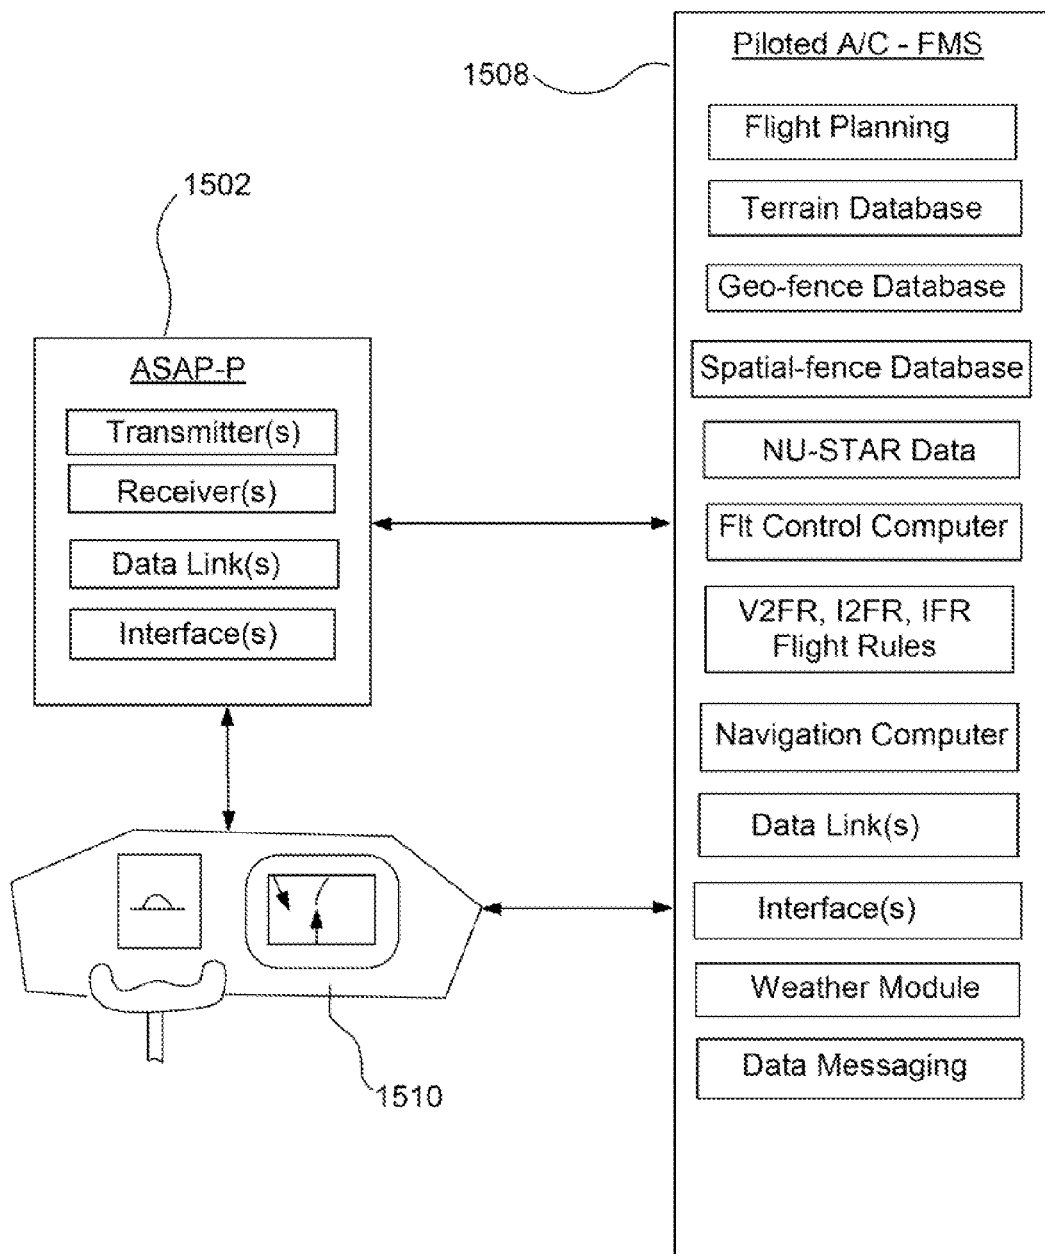 Piloted A/C - FMS
1508
Flight Planning
1502
Terrain Database
Geo-fence Database
ASAP-P
Spatial-fence Database
Transmitter(s)
NU-STAR Data
Receiver(s)
Flt Control Computer
Data Link(s)
V2FR, I2FR, IFR
Flight Rules
Interface(s)
Navigation Computer
Data Link(s)
Interface(s)
Weather Module
Data Messaging
1510